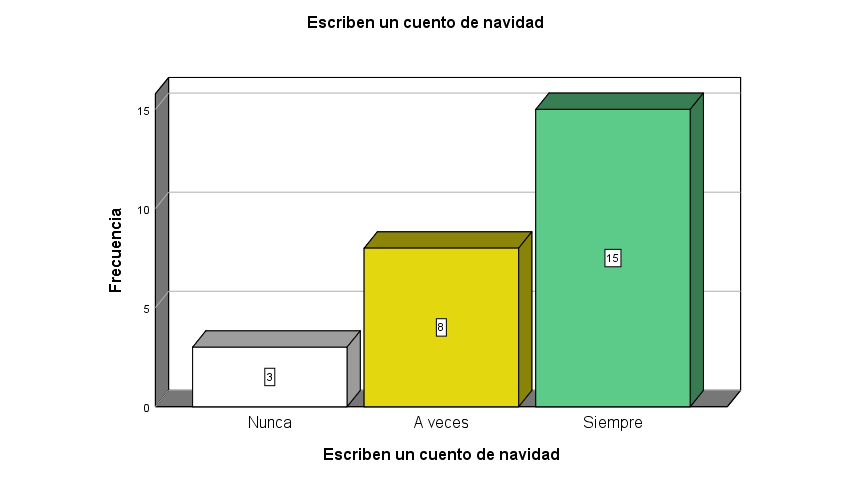 Escriben un cuento de navidad
15
10
5
0
Frecuencia
3
8
15
Nunca
A veces
Siempre
Escriben un cuento de navidad